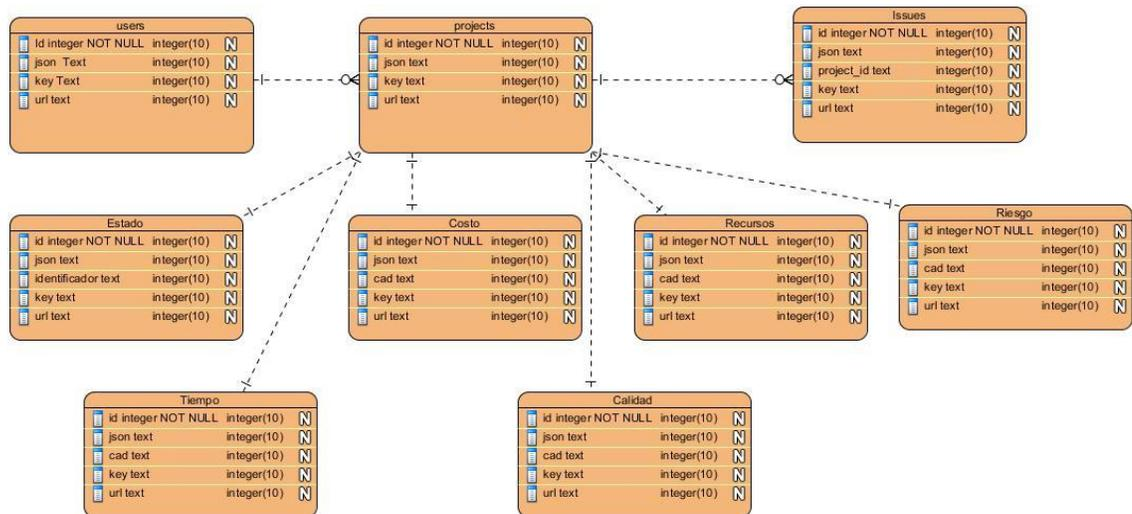 users
Id integer NOT NULL integer(10) N
json Text integer(10) N
key Text integer(10) N
url text integer(10) N
projects
id integer NOT NULL integer(10) N
json text integer(10) N
key text integer(10) N
url text integer(10) N
Issues
id integer NOT NULL integer(10) N
json text integer(10) N
project_id text integer(10) N
key text integer(10) N
url text integer(10) N
Estado
id integer NOT NULL integer(10) N
json text integer(10) N
identificador text integer(10) N
key text integer(10) N
url text integer(10) N
Costo
id integer NOT NULL integer(10) N
json text integer(10) N
cad text integer(10) N
key text integer(10) N
url text integer(10) N
Recursos
id integer NOT NULL integer(10) N
json text integer(10) N
cad text integer(10) N
key text integer(10) N
url text integer(10) N
Riesgo
id integer NOT NULL integer(10) N
json text integer(10) N
cad text integer(10) N
key text integer(10) N
url text integer(10) N
Tiempo
id integer NOT NULL integer(10) N
json text integer(10) N
cad text integer(10) N
key text integer(10) N
url text integer(10) N
Calidad
id integer NOT NULL integer(10) N
json text integer(10) N
cad text integer(10) N
key text integer(10) N
url text integer(10) N